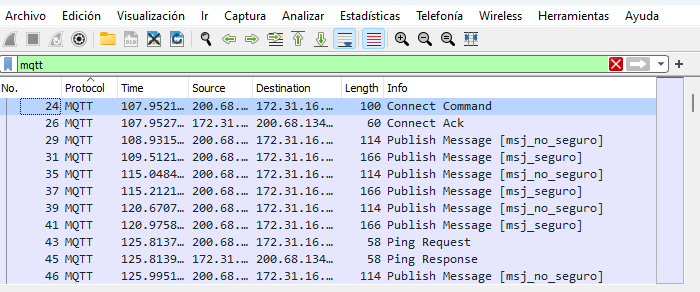 Edición Visualización Ir Captura Analizar Estadísticas Telefonía Wireless Herramientas Ayuda
mqtt
No. Protocol Time Source Destination Length Info
24 MQTT 107.9521… 200.68.… 172.31.16.… 100 Connect Command
26 MQTT 107.9527… 172.31.… 200.68.134… 60 Connect Ack
29 MQTT 108.9315… 200.68.… 172.31.16.… 114 Publish Message [msj_no_seguro]
31 MQTT 109.5121… 200.68.… 172.31.16.… 166 Publish Message [msj_seguro]
35 MQTT 115.0484… 200.68.… 172.31.16.… 114 Publish Message [msj_no_seguro]
37 MQTT 115.2121… 200.68.… 172.31.16.… 166 Publish Message [msj_seguro]
39 MQTT 120.6707… 200.68.… 172.31.16.… 114 Publish Message [msj_no_seguro]
41 MQTT 120.9758… 200.68.… 172.31.16.… 166 Publish Message [msj_seguro]
43 MQTT 125.8137… 200.68.… 172.31.16.… 58 Ping Request
45 MQTT 125.8139… 172.31.… 200.68.134… 58 Ping Response
46 MQTT 125.9951… 200.68.… 172.31.16.… 114 Publish Message [msj_no_seguro]